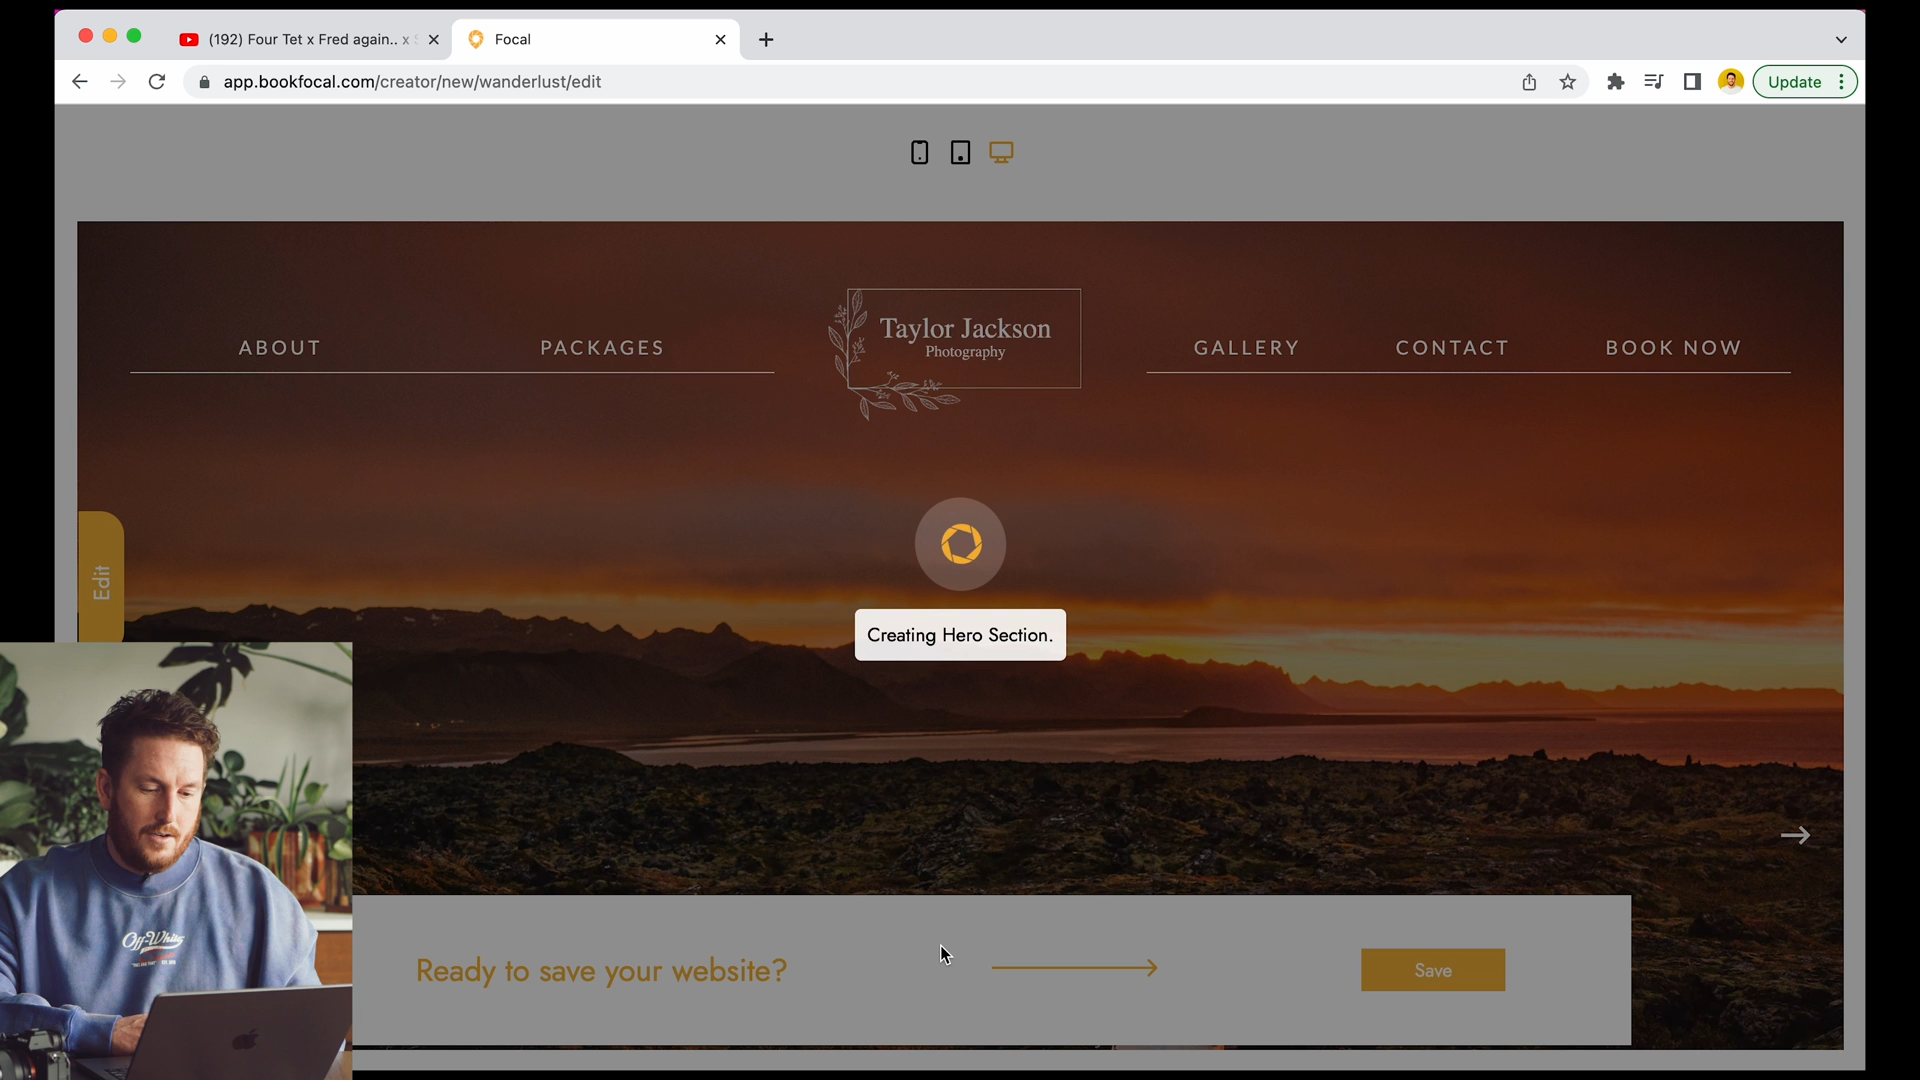 (192) Four Tet x Fred again.. x
Focal
app.bookfocal.com/creator/new/wanderlust/edit
Update
ABOUT
PACKAGES
Taylor Jackson
Photography
GALLERY
CONTACT
BOOK NOW
Edit
Creating Hero Section.
Ready to save your website?
Save
Off-White